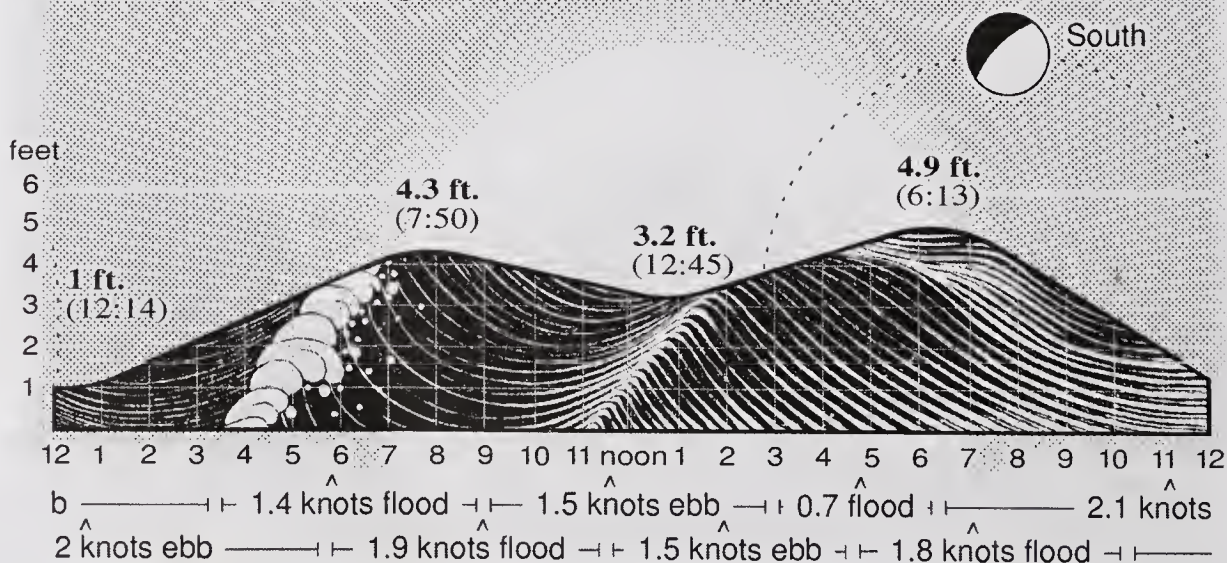 South
feet
6
5
4
3
2
1
1 ft.
(12:14)
4.3 ft.
(7:50)
3.2 ft.
(12:45)
4.9 ft.
(6:13)
12 1 2 3 4 5 6 7 8 9 10 11 noon 1 2 3 4 5 6 7 8 9 10 11 12
b 1.4 knots flood 1.5 knots ebb 0.7 flood 2.1 knots
2 knots ebb 1.9 knots flood 1.5 knots ebb 1.8 knots flood